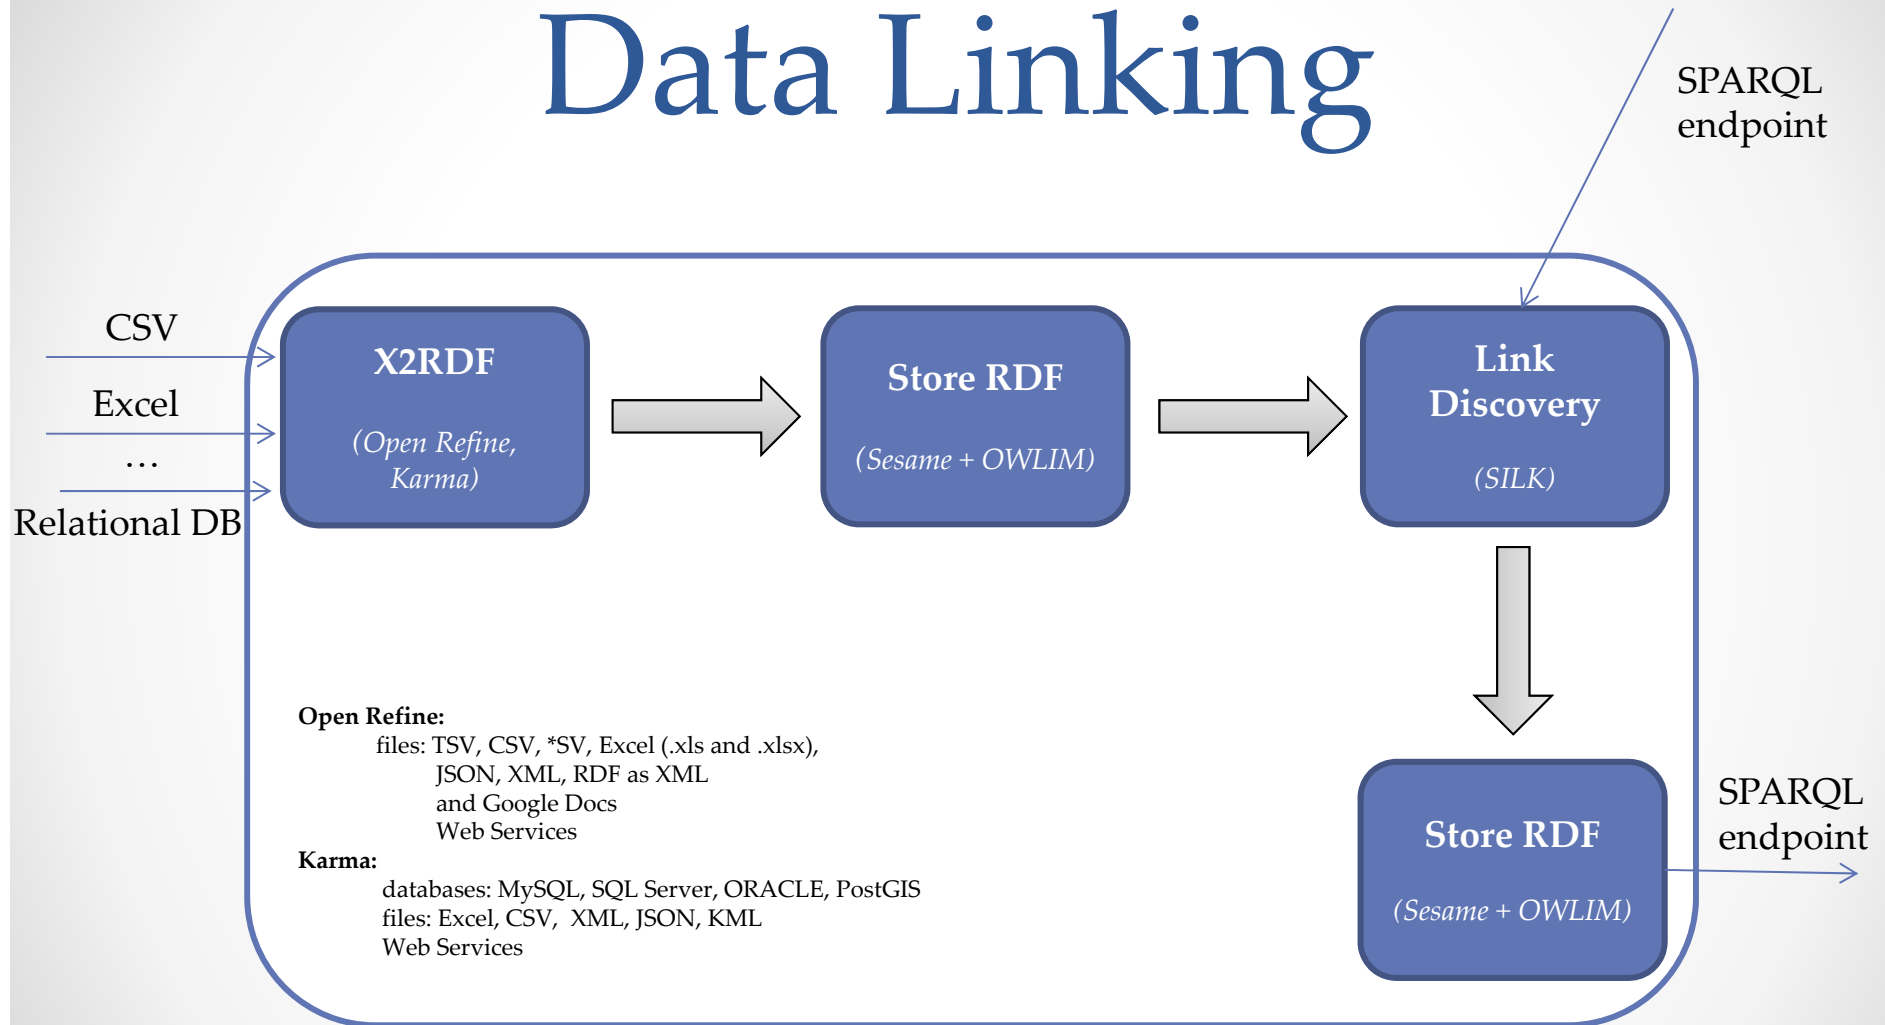 Data Linking
SPARQL
endpoint
CSV
Excel
…
Relational DB
X2RDF
(Open Refine,
Karma)
Store RDF
(Sesame + OWLIM)
Link
Discovery
(SILK)
Open Refine:
files: TSV, CSV, *SV, Excel (.xls and .xlsx),
JSON, XML, RDF as XML
and Google Docs
Web Services
Karma:
databases: MySQL, SQL Server, ORACLE, PostGIS
files: Excel, CSV, XML, JSON, KML
Web Services
Store RDF
(Sesame + OWLIM)
SPARQL
endpoint